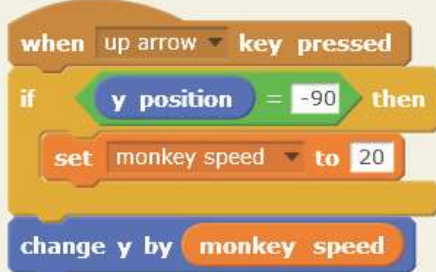 when up arrow key pressed
if y position = -90 then
set monkey speed to 20
change y by monkey speed